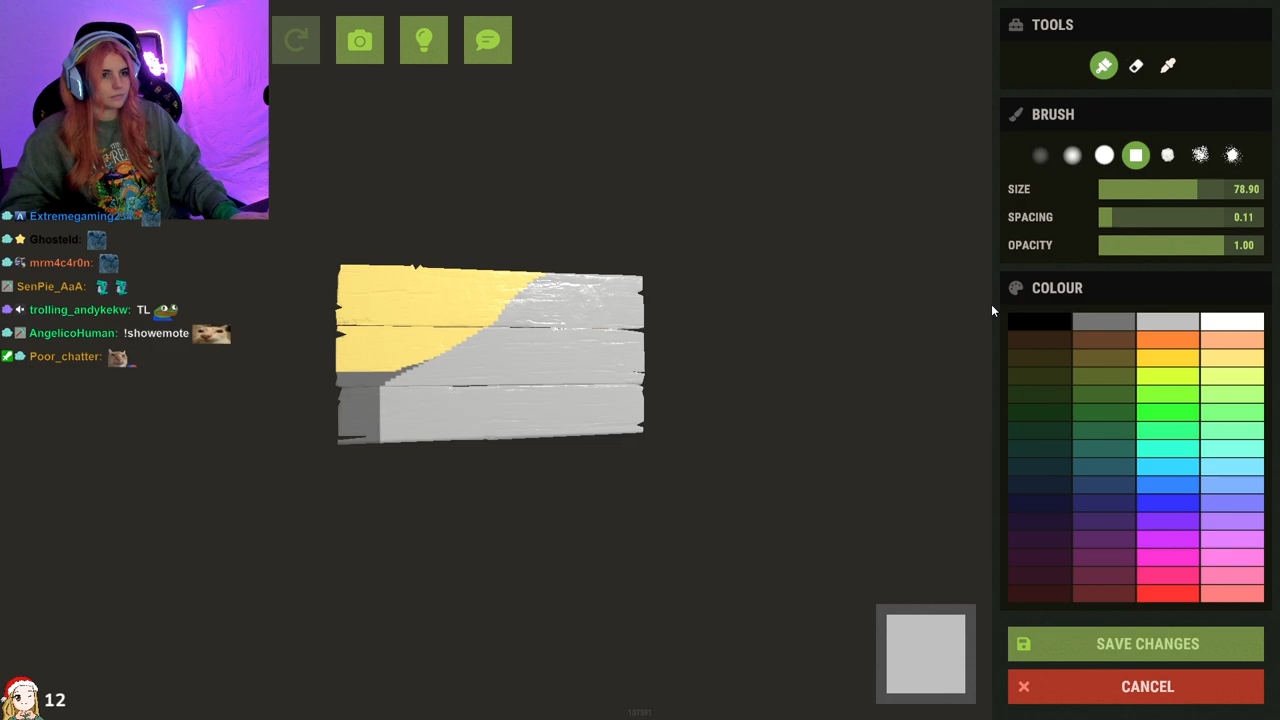 TOOLS
BRUSH
SIZE 78.90
SPACING 0.11
OPACITY 1.00
COLOUR
SAVE CHANGES
CANCEL
Ghosteld:
mrm4c4r0n:
SenPie_AaA:
trolling_andykekw: TL
AngelicoHuman: !showemote
Poor_chatter:
12